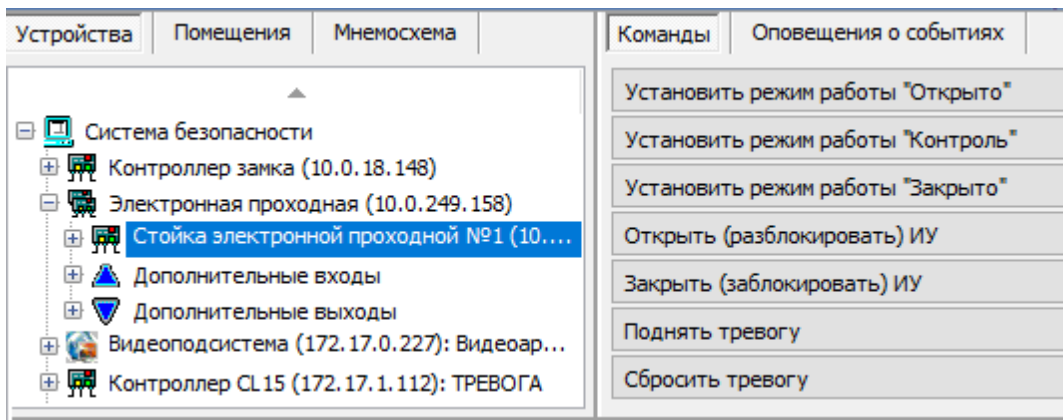 Устройства
Помещения
Мнемосхема
Система безопасности
Контроллер замка (10.0.18.148)
Электронная проходная (10.0.249.158)
Стойка электронной проходной №1 (10....
Дополнительные входы
Дополнительные выходы
Видеоподсистема (172.17.0.227): Видеоар...
Контроллер CL15 (172.17.1.112): ТРЕВОГА
Команды
Оповещения о событиях
Установить режим работы "Открыто"
Установить режим работы "Контроль"
Установить режим работы "Закрыто"
Открыть (разблокировать) ИУ
Закрыть (заблокировать) ИУ
Поднять тревогу
Сбросить тревогу